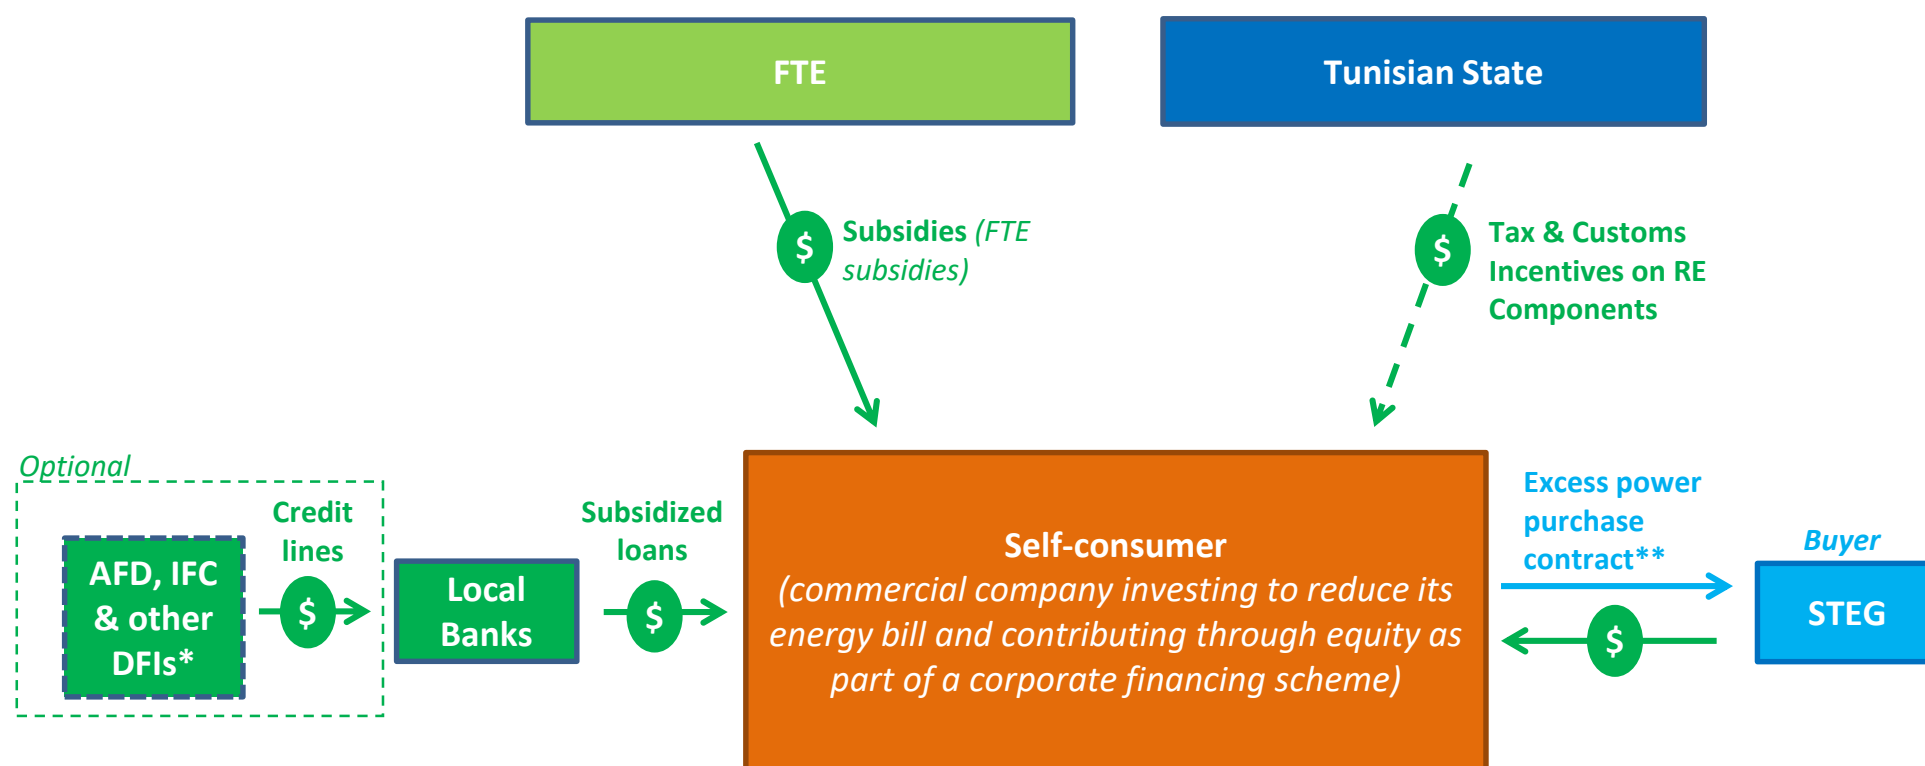 FTE
Tunisian State
$
Subsidies (FTE
subsidies)
$
Tax & Customs
Incentives on RE
Components
Optional
AFD, IFC
& other
DFIs*
Credit
lines
$
Local
Banks
Subsidized
loans
$
Self-consumer
(commercial company investing to reduce its
energy bill and contributing through equity as
part of a corporate financing scheme)
Excess power
purchase
contract**
$
Buyer
STEG